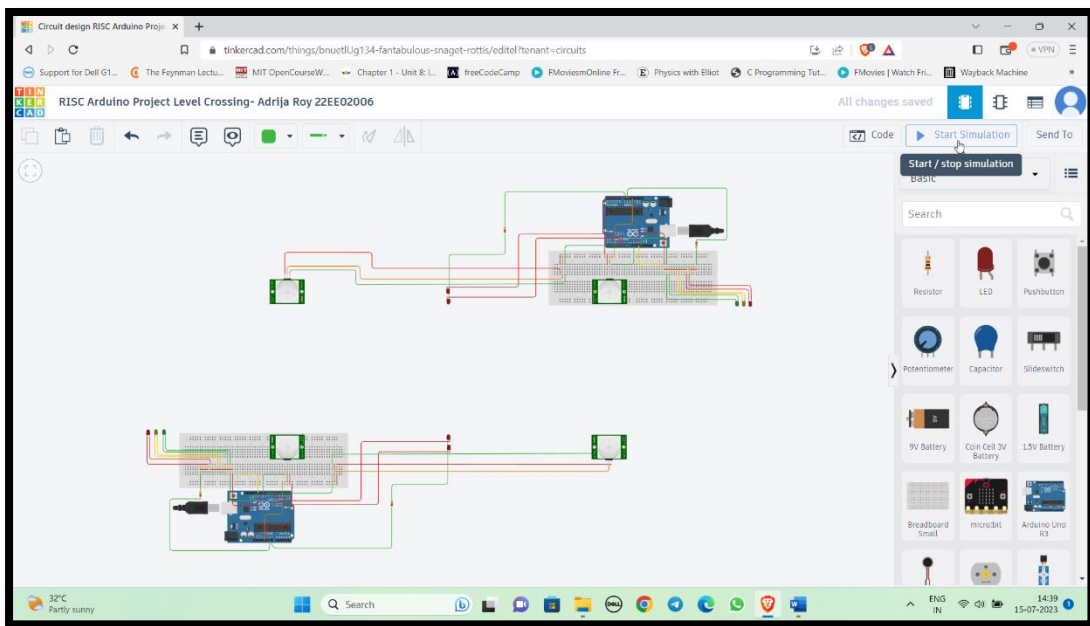 Circuit design RISC Arduino Proje
tinkercad.com/things/bnuetlUg134-fantabulous-snaget-rottis/editel?tenant=circuits
VPN
Support for Dell G1...
The Feynman Lectu...
MIT OpenCourseW...
Chapter 1 - Unit 8: L...
freeCodeCamp
FMoviesmOnline Fr...
Physics with Elliot
C Programming Tut...
FMovies | Watch Fri...
Wayback Machine
TINKERCAD
RISC Arduino Project Level Crossing- Adrija Roy 22EE02006
All changes saved
Code
Start Simulation
Send To
Start / stop simulation
Basic
Search
Resistor
LED
Pushbutton
Potentiometer
Capacitor
Slideswitch
9V Battery
Coin Cell 3V Battery
1.5V Battery
Breadboard Small
micro:bit
Arduino Uno R3
32°C
Partly sunny
Search
ENG
IN
14:39
15-07-2023